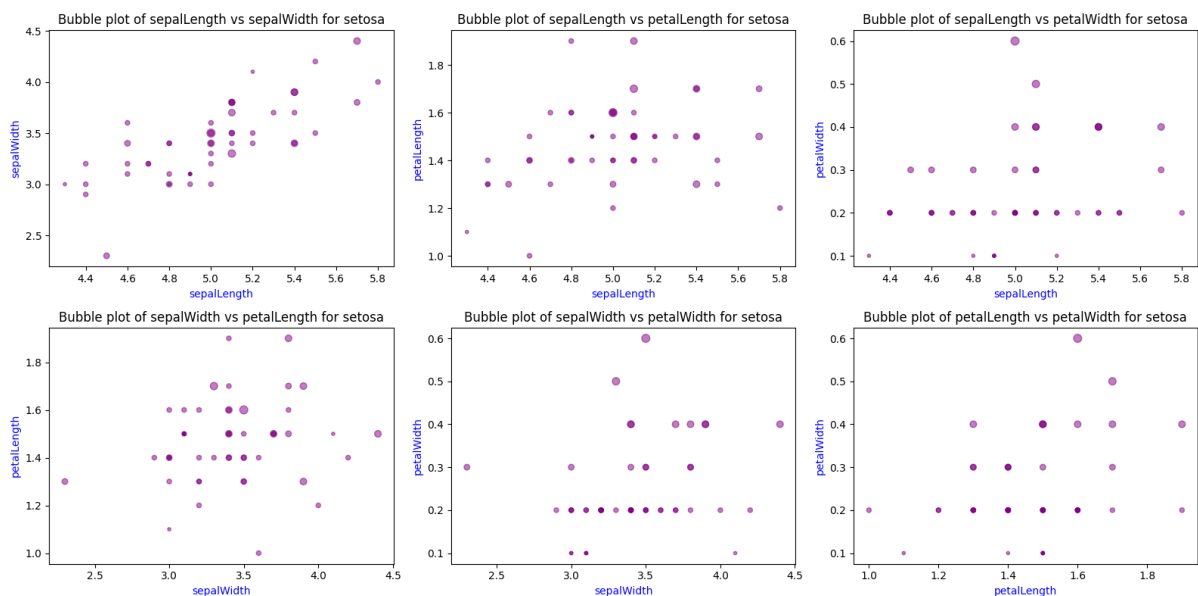 Bubble plot of sepalLength vs sepalWidth for setosa
4.5
4.0
3.5
3.0
2.5
sepalWidth
4.4 4.6 4.8 5.0 5.2 5.4 5.6 5.8
sepalLength
Bubble plot of sepalLength vs petalLength for setosa
1.8
1.6
1.4
1.2
1.0
petalLength
4.4 4.6 4.8 5.0 5.2 5.4 5.6 5.8
sepalLength
Bubble plot of sepalLength vs petalWidth for setosa
0.6
0.5
0.4
0.3
0.2
0.1
petalWidth
4.4 4.6 4.8 5.0 5.2 5.4 5.6 5.8
sepalLength
Bubble plot of sepalWidth vs petalLength for setosa
1.8
1.6
1.4
1.2
1.0
petalLength
2.5 3.0 3.5 4.0 4.5
sepalWidth
Bubble plot of sepalWidth vs petalWidth for setosa
0.6
0.5
0.4
0.3
0.2
0.1
petalWidth
2.5 3.0 3.5 4.0 4.5
sepalWidth
Bubble plot of petalLength vs petalWidth for setosa
0.6
0.5
0.4
0.3
0.2
0.1
petalWidth
1.0 1.2 1.4 1.6 1.8
petalLength